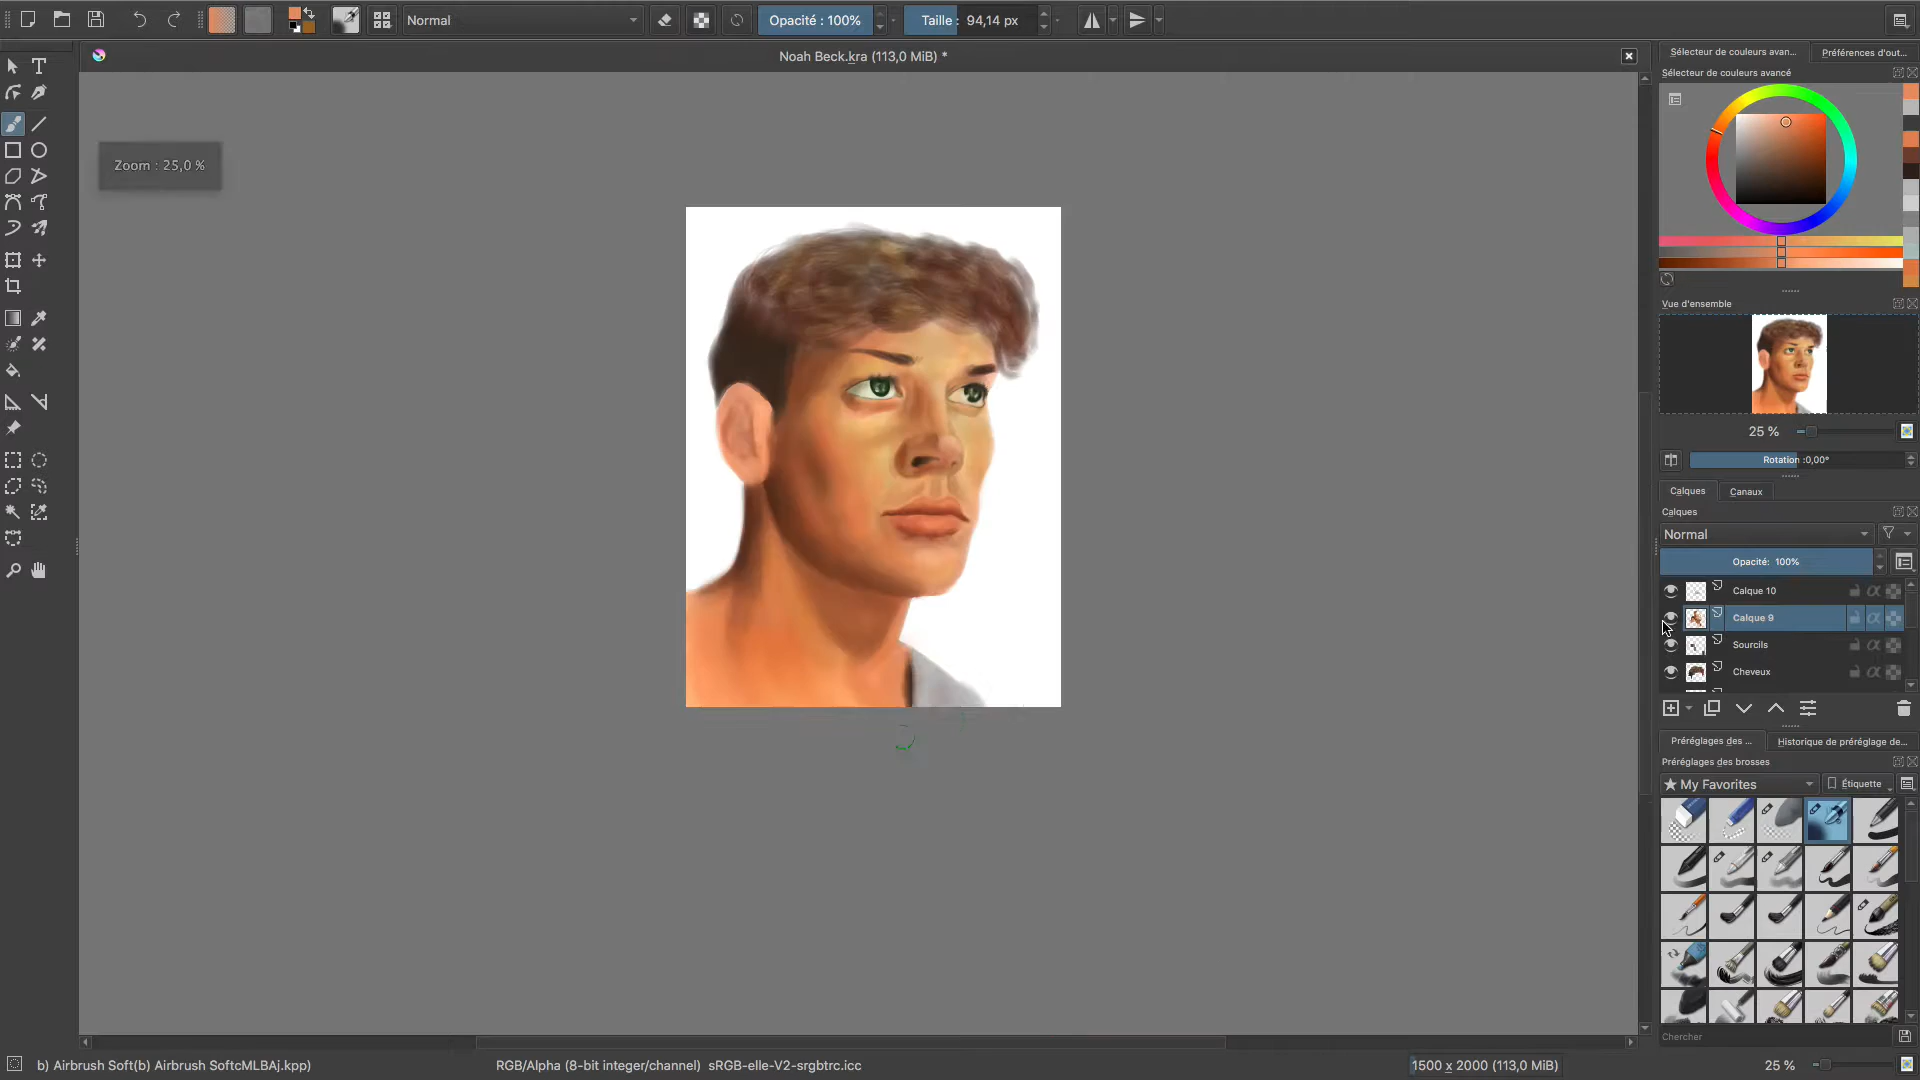 Normal
Opacité : 100%
Taille : 94,14 px
Noah Beck.kra (113,0 MiB) *
Sélecteur de couleurs avan...
Préférences d'out...
Sélecteur de couleurs avancé
Zoom : 25,0 %
Vue d'ensemble
25 %
Rotation :0,00°
Calques
Canaux
Calques
Normal
Opacité: 100%
Calque 10
Calque 9
Sourcils
Cheveux
Préréglages des ...
Historique de préréglage de...
Préréglages des brosses
★ My Favorites
Étiquette
Chercher
b) Airbrush Soft(b) Airbrush SoftcMLBAj.kpp)
RGB/Alpha (8-bit integer/channel) sRGB-elle-V2-srgbtrc.icc
1500 x 2000 (113,0 MiB)
25 %